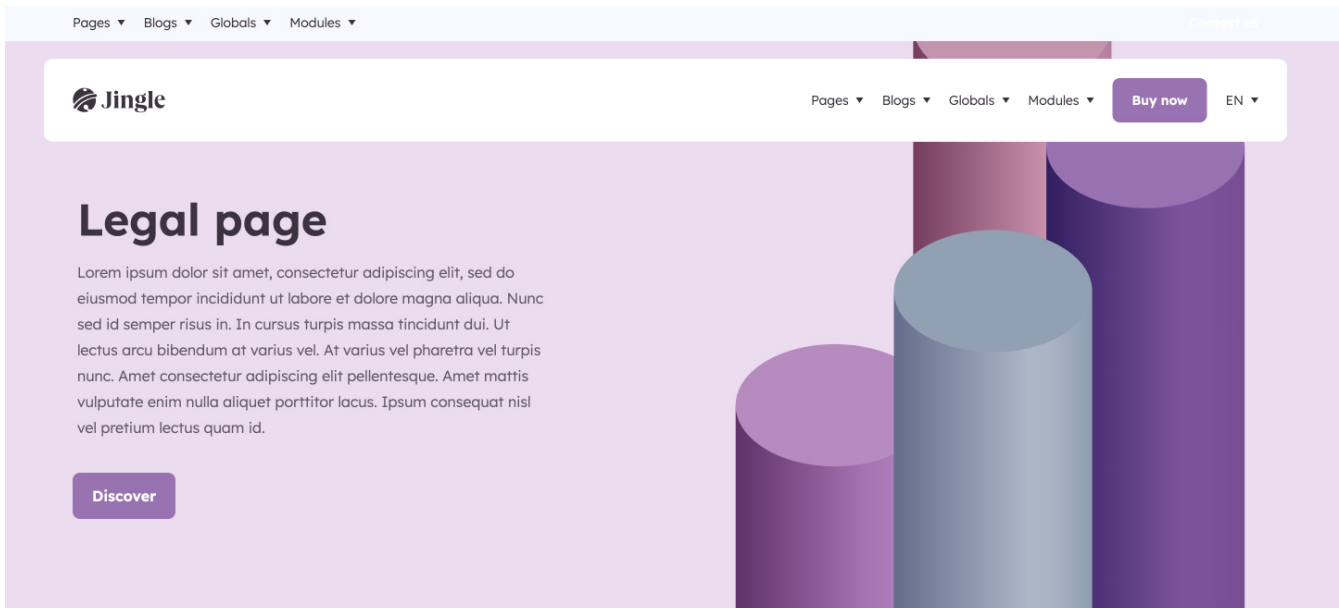 Pages ▼ Blogs ▼ Globals ▼ Modules ▼ Contact us
Jingle Pages ▼ Blogs ▼ Globals ▼ Modules ▼ Buy now EN ▼
Legal page
Lorem ipsum dolor sit amet, consectetur adipiscing elit, sed do
eiusmod tempor incididunt ut labore et dolore magna aliqua. Nunc
sed id semper risus in. In cursus turpis massa tincidunt dui. Ut
lectus arcu bibendum at varius vel. At varius vel pharetra vel turpis
nunc. Amet consectetur adipiscing elit pellentesque. Amet mattis
vulputate enim nulla aliquet porttitor lacus. Ipsum consequat nisl
vel pretium lectus quam id.
Discover